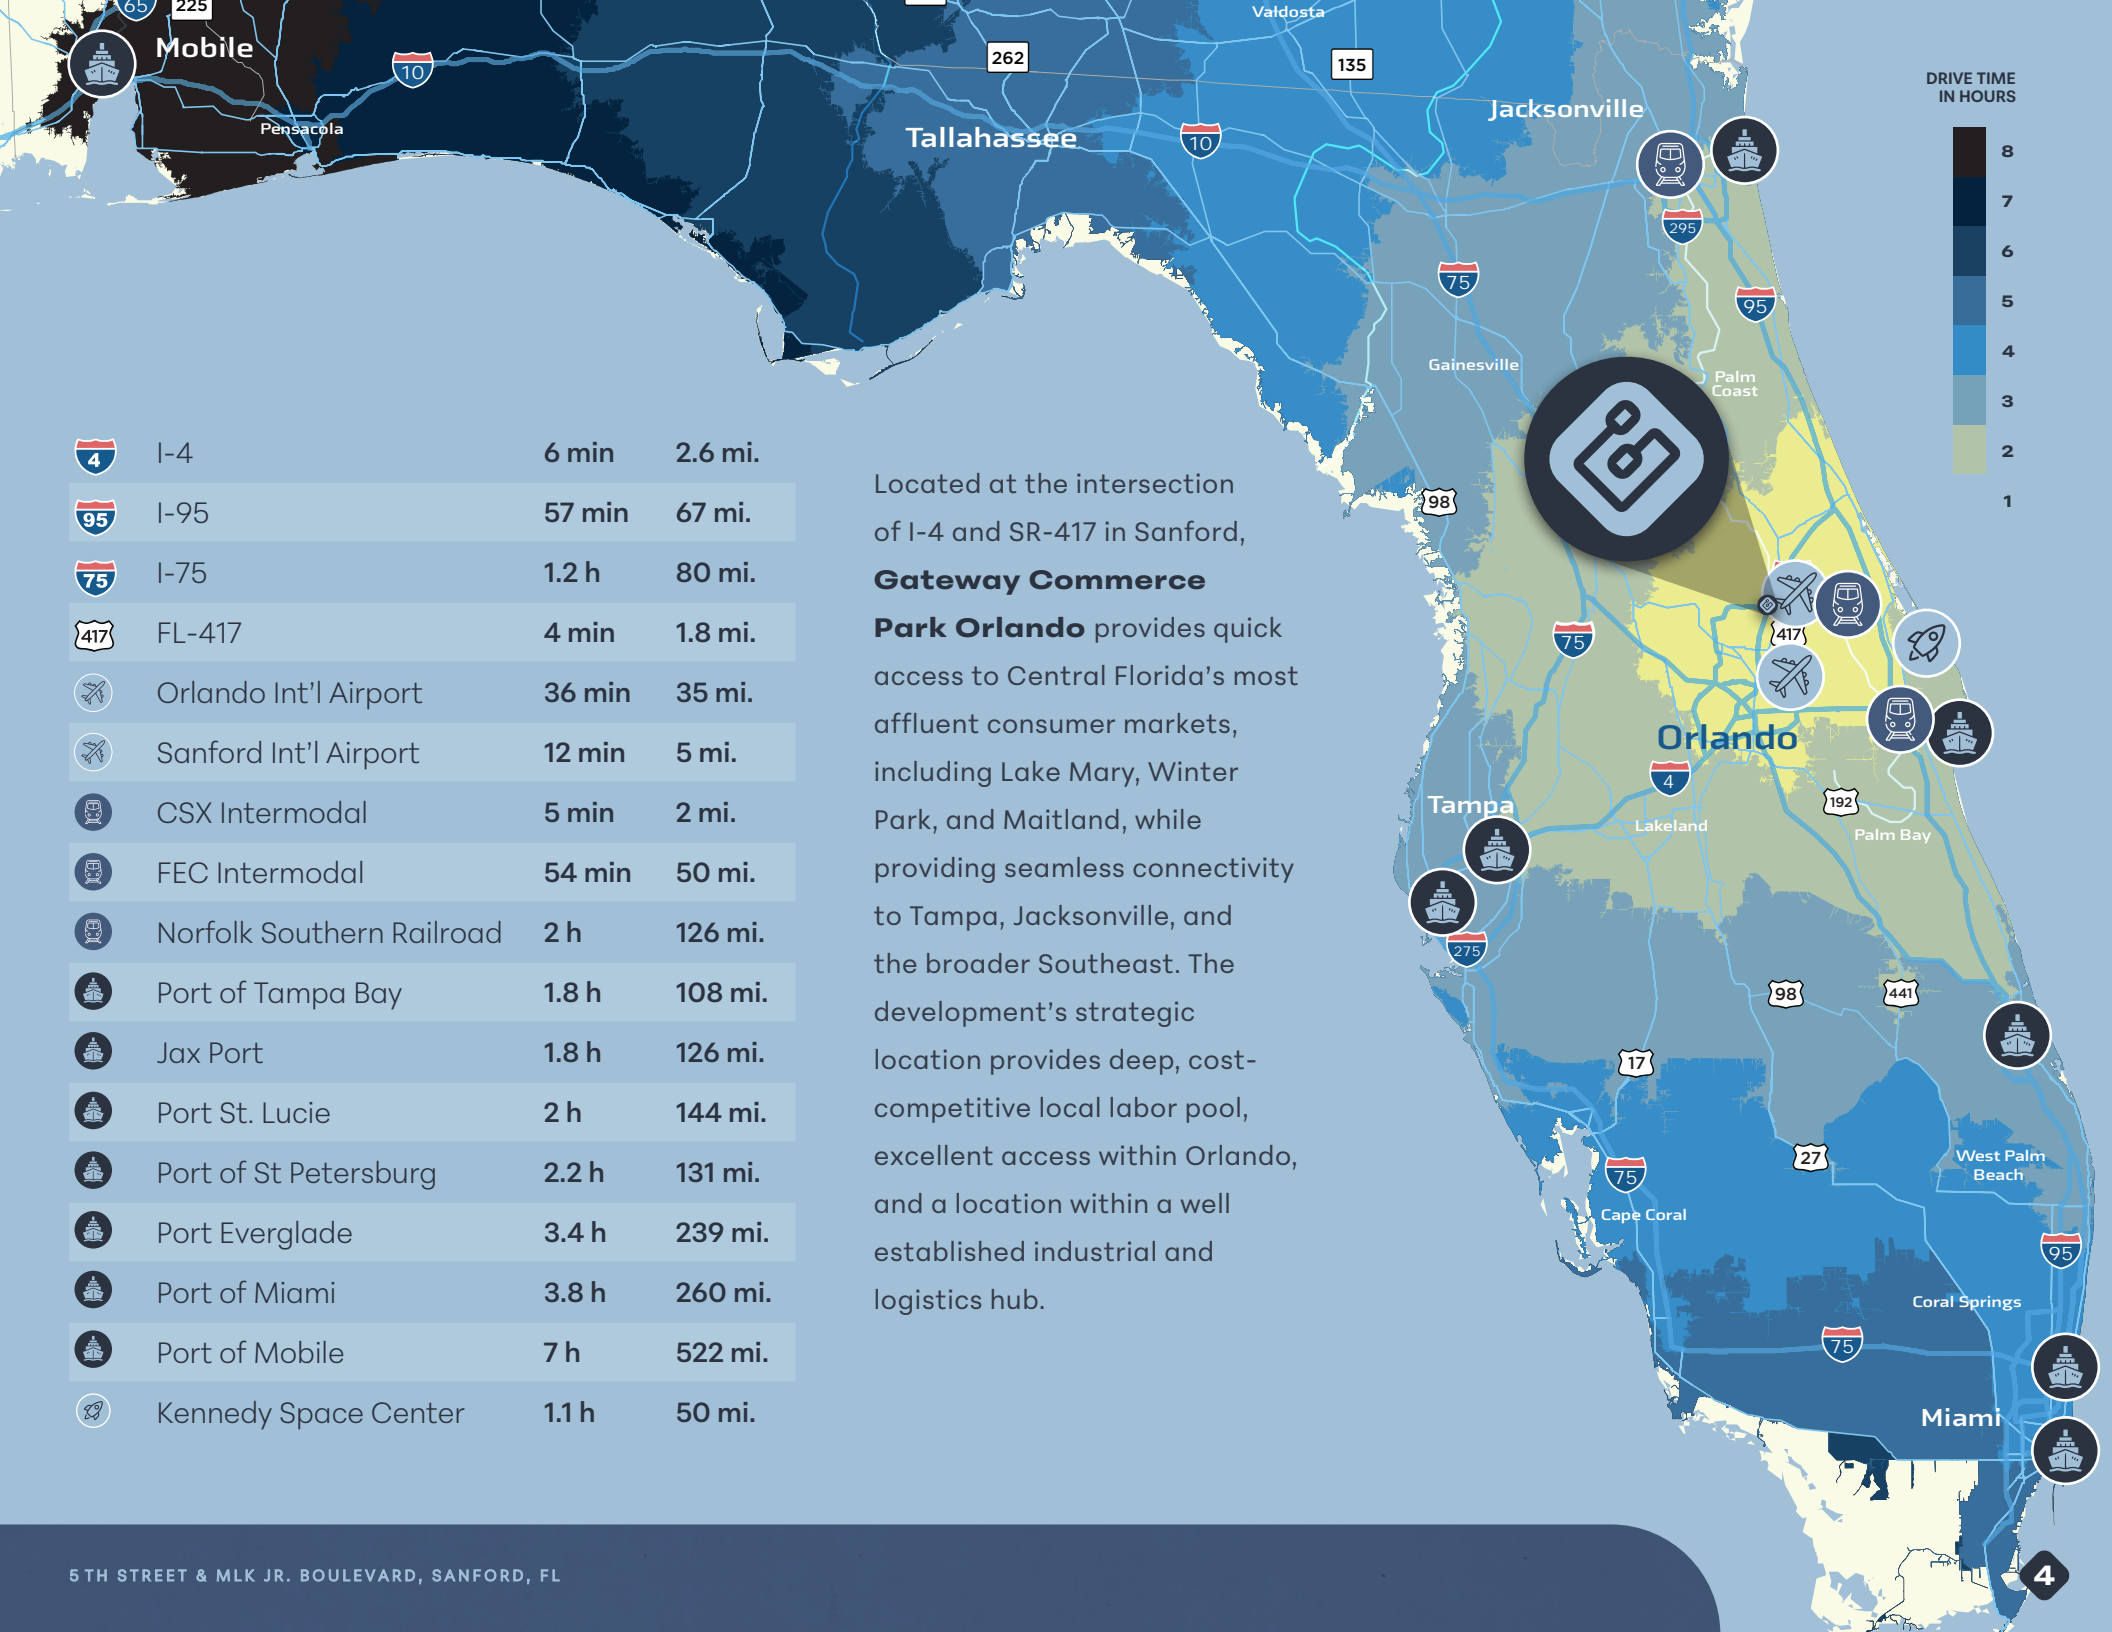 65
225
Mobile
10
Pensacola
262
Tallahassee
10
Valdosta
135
Jacksonville
295
75
95
Gainesville
Palm
Coast
98
75
417
Orlando
4
192
Palm Bay
Lakeland
Tampa
275
98
441
17
27
75
West Palm
Beach
Cape Coral
95
Coral Springs
75
Miami
DRIVE TIME
IN HOURS
8
7
6
5
4
3
2
1
4 I-4 6 min 2.6 mi.
95 I-95 57 min 67 mi.
75 I-75 1.2 h 80 mi.
417 FL-417 4 min 1.8 mi.
Orlando Int’l Airport 36 min 35 mi.
Sanford Int’l Airport 12 min 5 mi.
CSX Intermodal 5 min 2 mi.
FEC Intermodal 54 min 50 mi.
Norfolk Southern Railroad 2 h 126 mi.
Port of Tampa Bay 1.8 h 108 mi.
Jax Port 1.8 h 126 mi.
Port St. Lucie 2 h 144 mi.
Port of St Petersburg 2.2 h 131 mi.
Port Everglade 3.4 h 239 mi.
Port of Miami 3.8 h 260 mi.
Port of Mobile 7 h 522 mi.
Kennedy Space Center 1.1 h 50 mi.
Located at the intersection
of I-4 and SR-417 in Sanford,
Gateway Commerce
Park Orlando provides quick
access to Central Florida’s most
affluent consumer markets,
including Lake Mary, Winter
Park, and Maitland, while
providing seamless connectivity
to Tampa, Jacksonville, and
the broader Southeast. The
development’s strategic
location provides deep, cost-
competitive local labor pool,
excellent access within Orlando,
and a location within a well
established industrial and
logistics hub.
5TH STREET & MLK JR. BOULEVARD, SANFORD, FL
4